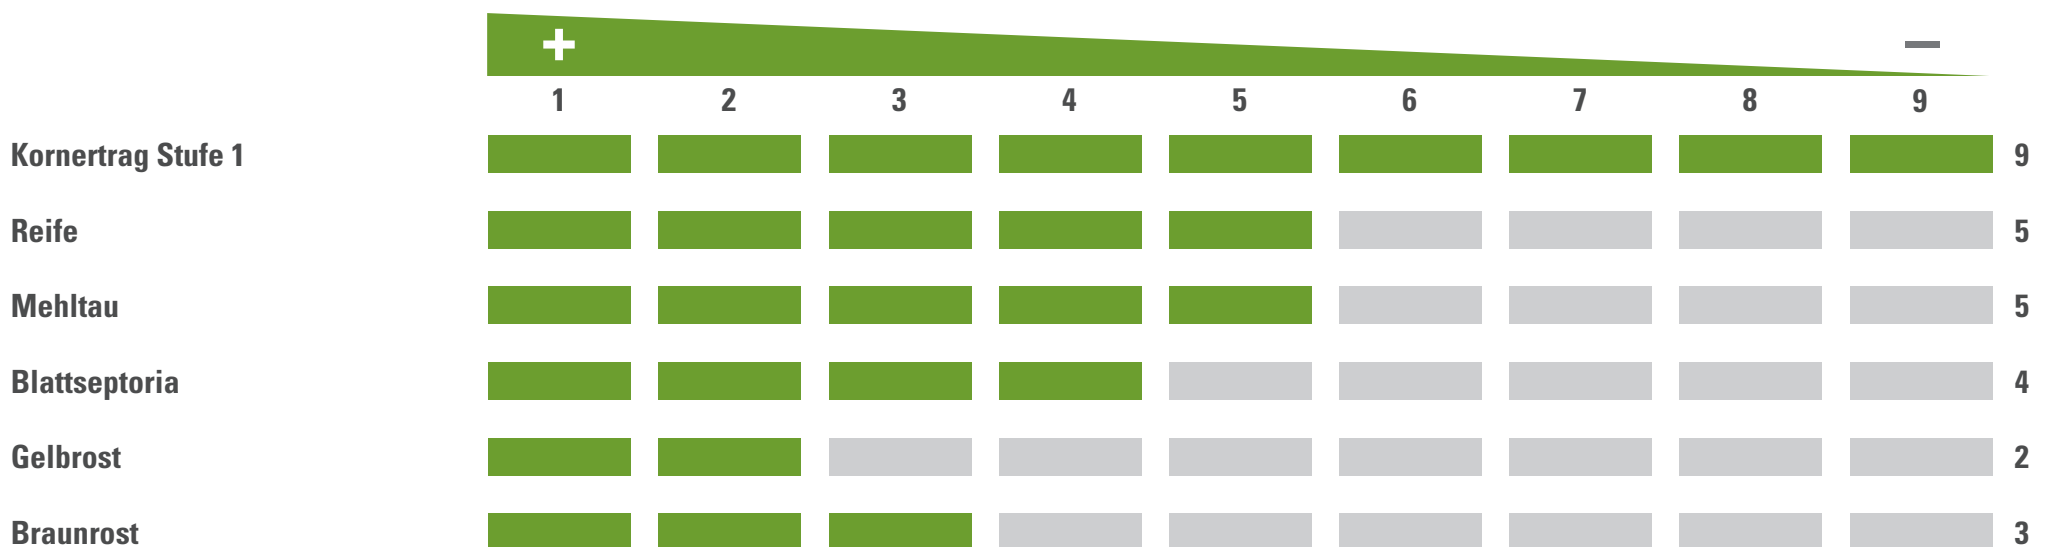 + −
1 2 3 4 5 6 7 8 9
Kornertrag Stufe 1 9
Reife 5
Mehltau 5
Blattseptoria 4
Gelbrost 2
Braunrost 3